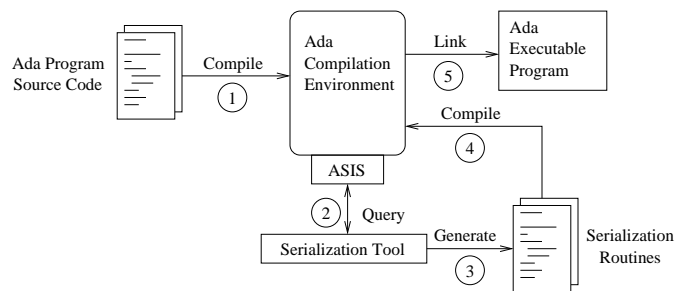 Ada Program
Source Code
Compile
1
Ada
Compilation
Environment
Link
5
Ada
Executable
Program
Compile
4
ASIS
2
Query
Serialization Tool
Generate
3
Serialization
Routines